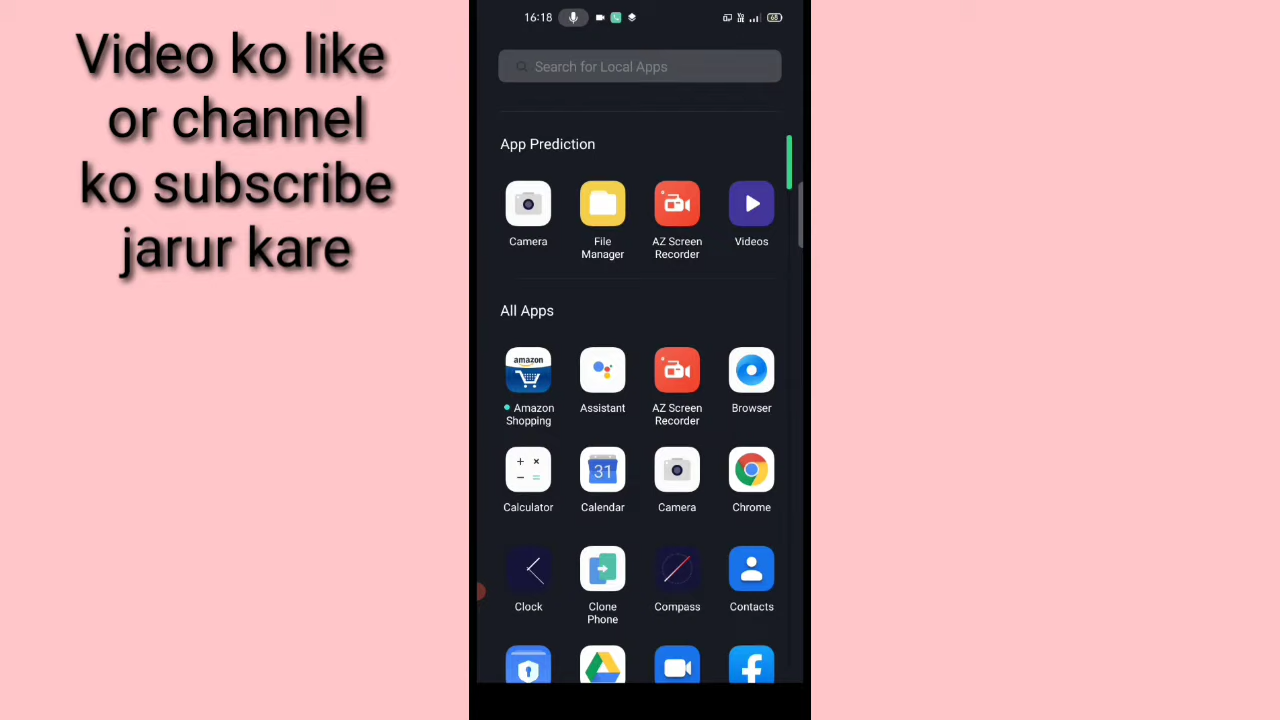 Video ko like
or channel
ko subscribe
jarur kare
16:18
68
Search for Local Apps
App Prediction
Camera
File Manager
AZ Screen Recorder
Videos
All Apps
amazon
Amazon Shopping
Assistant
AZ Screen Recorder
Browser
31
Calculator
Calendar
Camera
Chrome
Clock
Clone Phone
Compass
Contacts